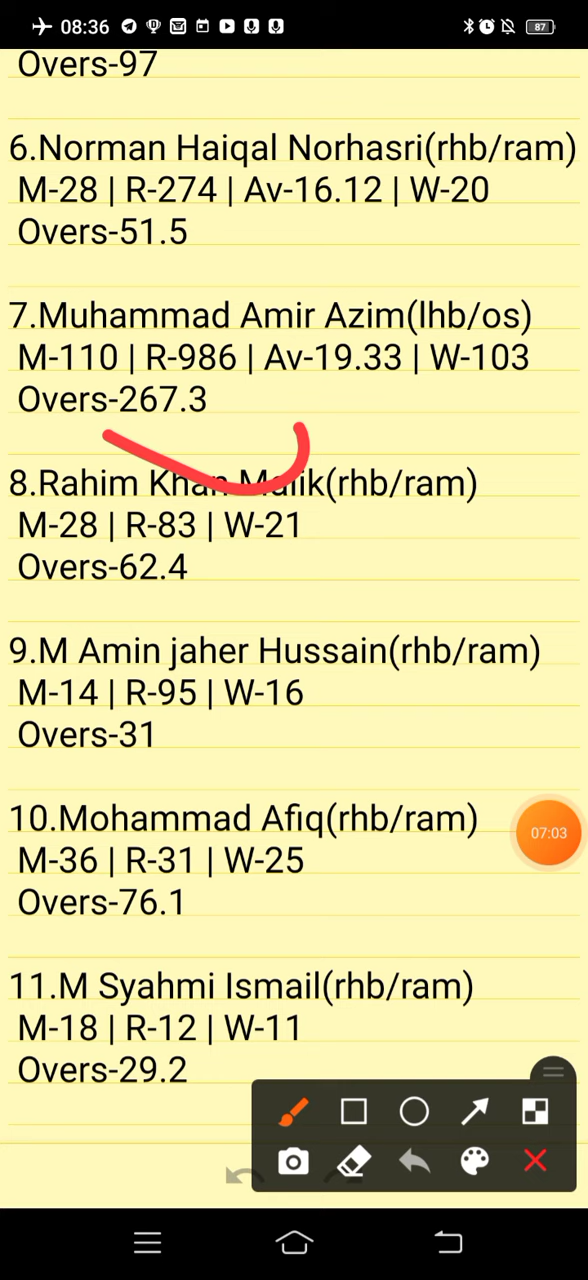 08:36
87
Overs-97
6.Norman Haiqal Norhasri(rhb/ram)
M-28 | R-274 | Av-16.12 | W-20
Overs-51.5
7.Muhammad Amir Azim(lhb/os)
M-110 | R-986 | Av-19.33 | W-103
Overs-267.3
8.Rahim Khan Malik(rhb/ram)
M-28 | R-83 | W-21
Overs-62.4
9.M Amin jaher Hussain(rhb/ram)
M-14 | R-95 | W-16
Overs-31
10.Mohammad Afiq(rhb/ram)
07:03
M-36 | R-31 | W-25
Overs-76.1
11.M Syahmi Ismail(rhb/ram)
M-18 | R-12 | W-11
Overs-29.2